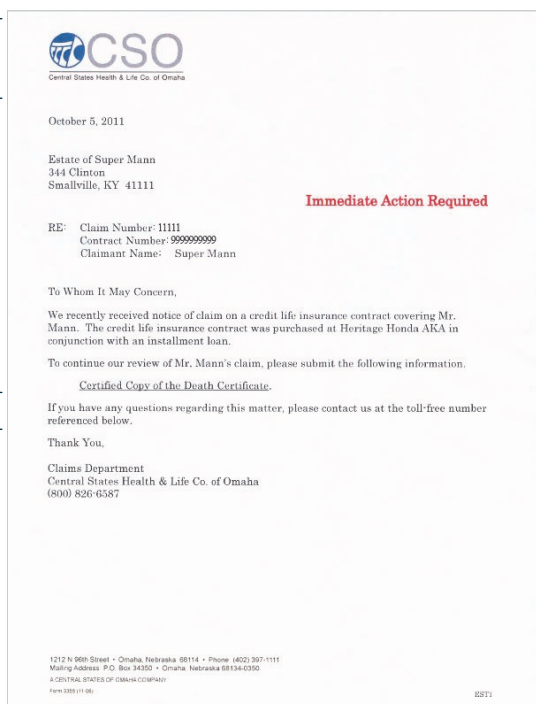 CSO
Central States Health & Life Co. of Omaha
October 5, 2011
Estate of Super Mann
344 Clinton
Smallville, KY 41111
Immediate Action Required
RE: Claim Number: 11111
Contract Number: 9999999999
Claimant Name: Super Mann
To Whom It May Concern,
We recently received notice of claim on a credit life insurance contract covering Mr.
Mann. The credit life insurance contract was purchased at Heritage Honda AKA in
conjunction with an installment loan.
To continue our review of Mr. Mann's claim, please submit the following information.
Certified Copy of the Death Certificate.
If you have any questions regarding this matter, please contact us at the toll-free number
referenced below.
Thank You,
Claims Department
Central States Health & Life Co. of Omaha
(800) 826-6587
1212 N 96th Street • Omaha, Nebraska 68114 • Phone (402) 397-1111
Mailing Address P.O. Box 34350 • Omaha, Nebraska 68134-0350
A CENTRAL STATES OF OMAHA COMPANY
Form 3359 (11-08)
EST1